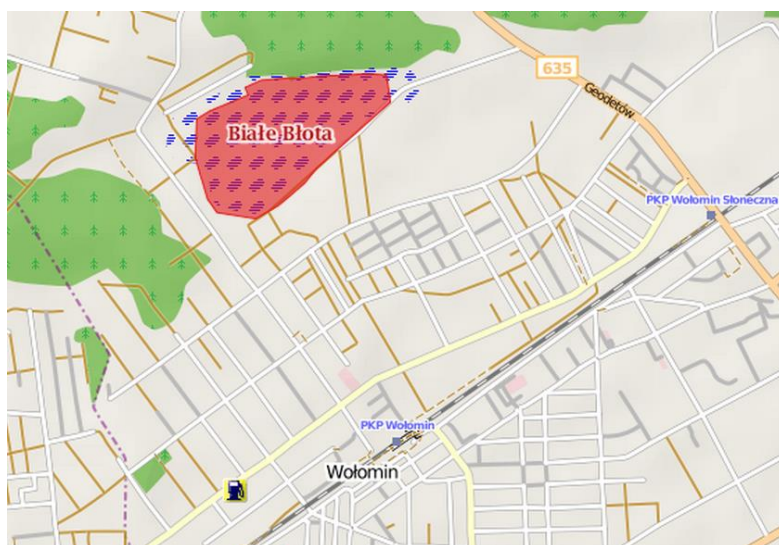 635
Geodetów
Białe Błota
PKP Wołomin Słoneczna
PKP Wołomin
Wołomin